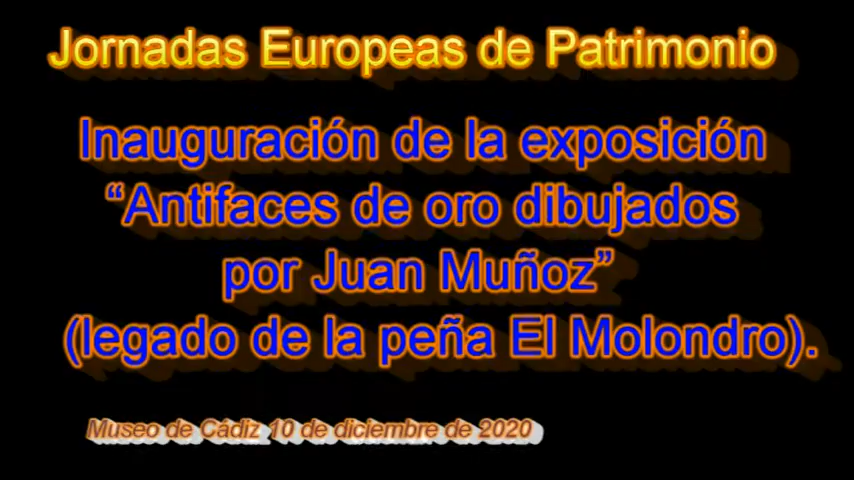 Jornadas Europeas de Patrimonio
Inauguración de la exposición
“Antifaces de oro dibujados
por Juan Muñoz”
(legado de la peña El Molondro).
Museo de Cádiz 10 de diciembre de 2020